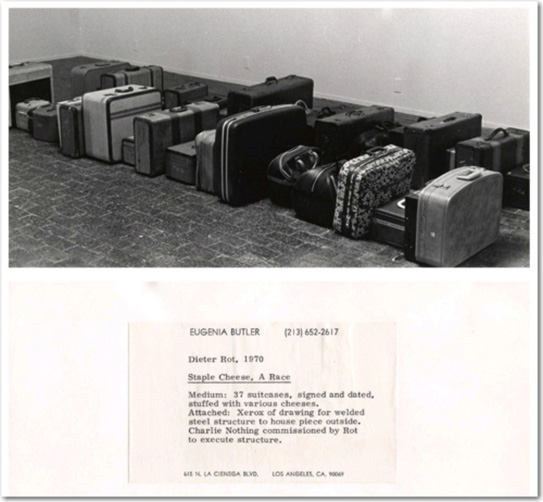 EUGENIA BUTLER (213) 652-2617
Dieter Rot, 1970
Staple Cheese, A Race
Medium: 37 suitcases, signed and dated,
stuffed with various cheeses.
Attached: Xerox of drawing for welded
steel structure to house piece outside.
Charlie Nothing commissioned by Rot
to execute structure.
615 N. LA CIENEGA BLVD. LOS ANGELES, CA. 90069